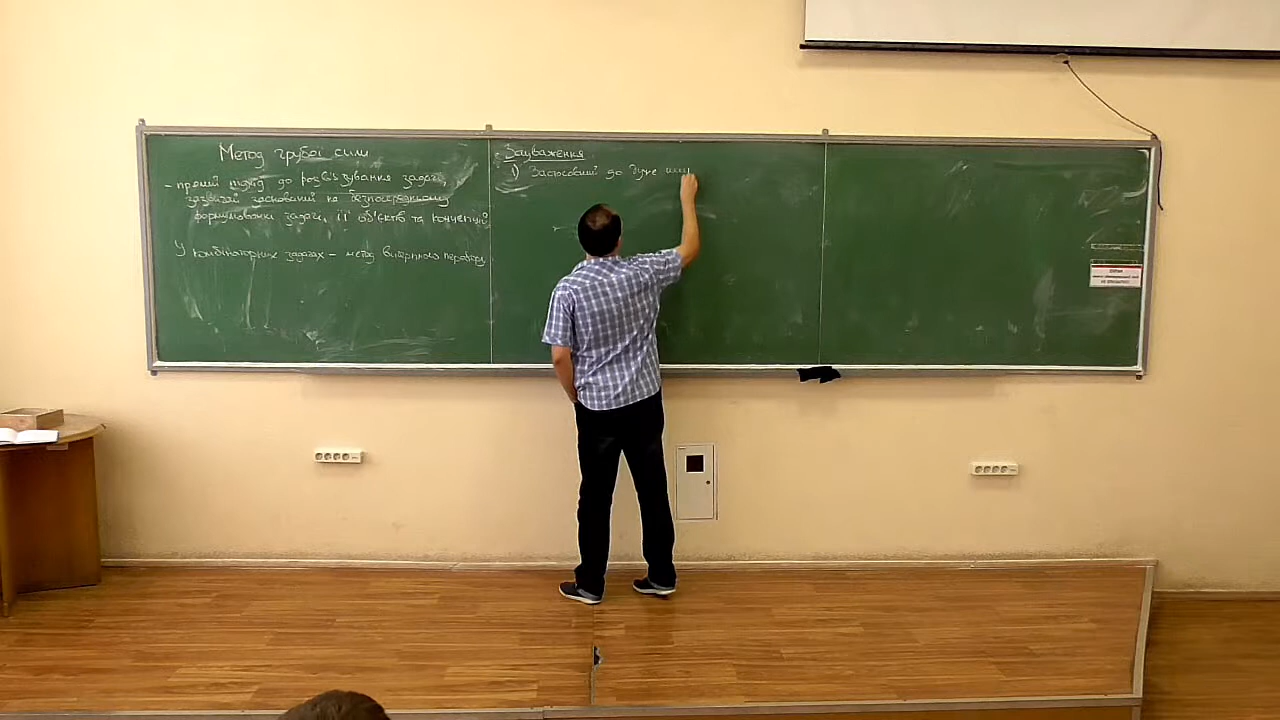 Метод грубої сили
- прямий підхід до розв'язування задачі,
зазвичай заснований на безпосередньому
формулюванні задачі, її об'єктів та концепцій
У комбінаторних задачах - метод вичерпного перебору
Зауваження
1) Застосовний до дуже